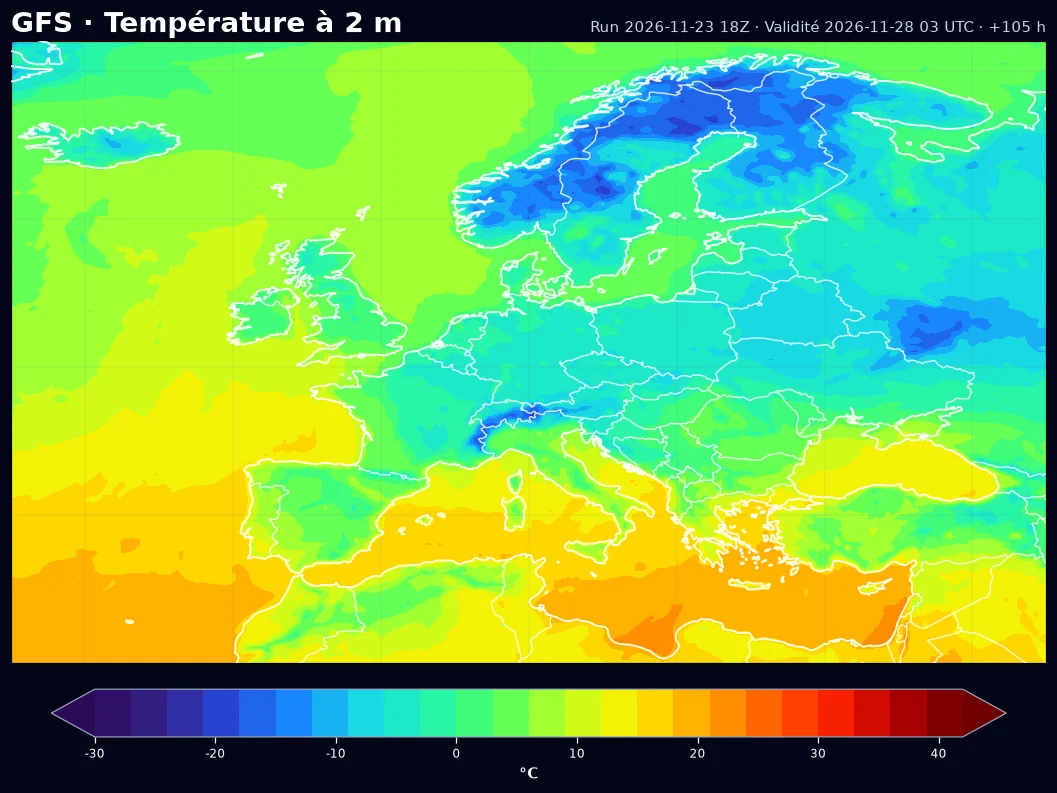 GFS · Température à 2 m
Run 2026-11-23 18Z · Validité 2026-11-28 03 UTC · +105 h
-30 -20 -10 0 10 20 30 40
°C